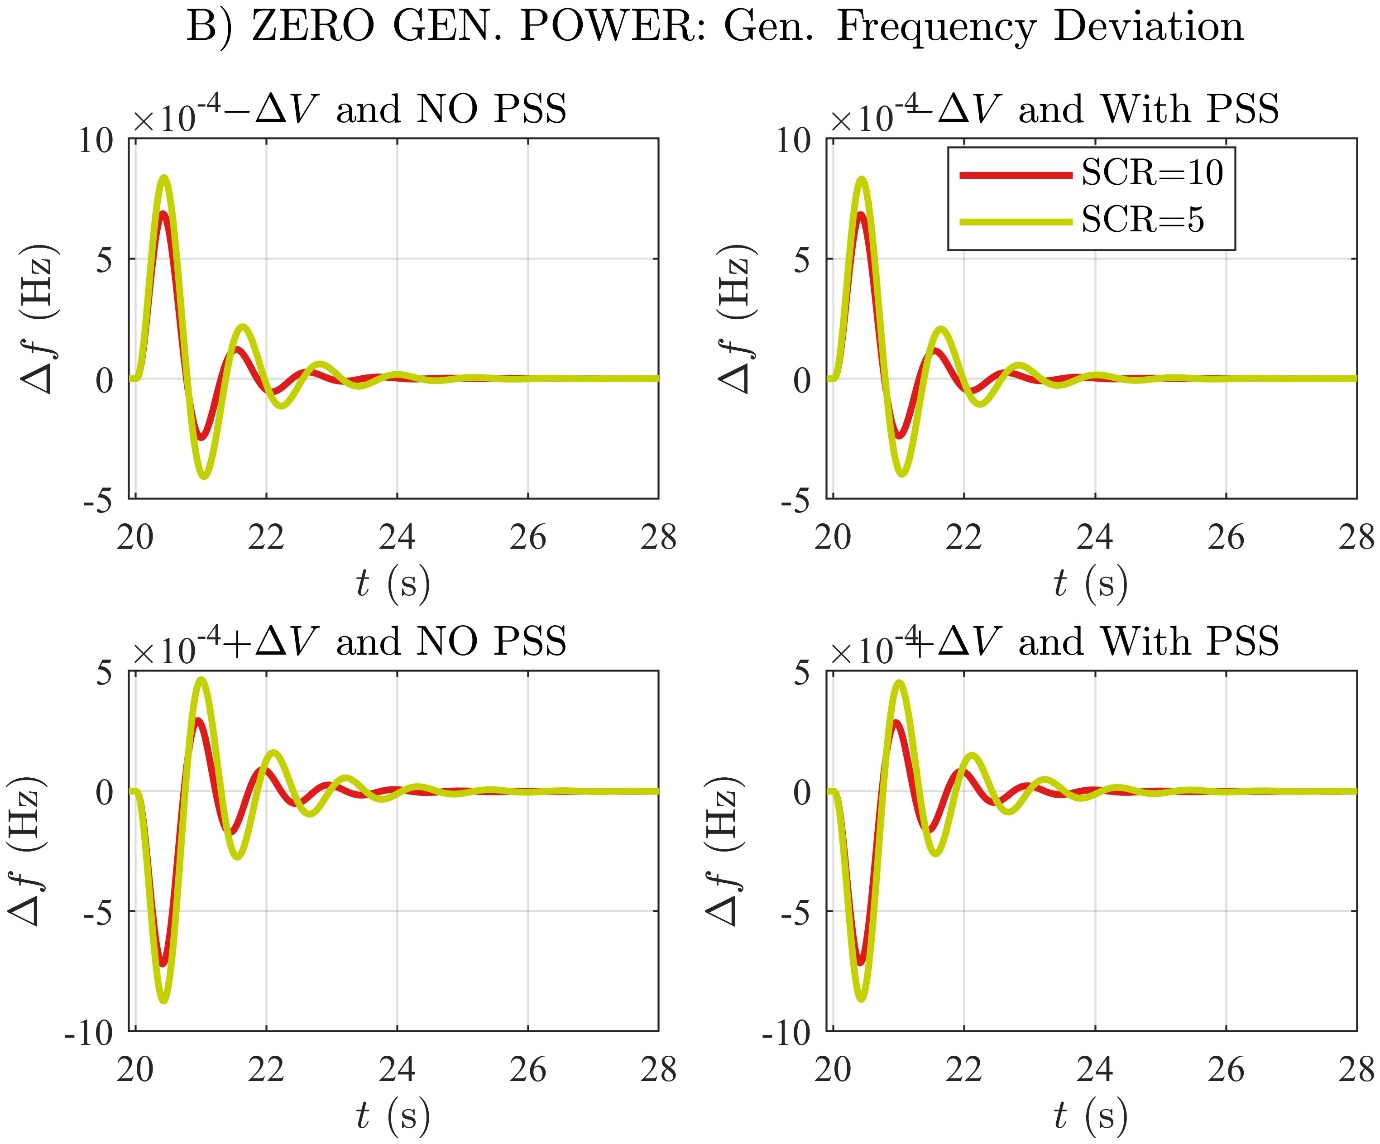 B) ZERO GEN. POWER: Gen. Frequency Deviation
×10-4 −ΔV and NO PSS
10
5
0
-5
20 22 24 26 28
Δf (Hz)
t (s)
×10-4 −ΔV and With PSS
SCR=10
SCR=5
10
5
0
-5
20 22 24 26 28
Δf (Hz)
t (s)
×10-4 +ΔV and NO PSS
5
0
-5
-10
20 22 24 26 28
Δf (Hz)
t (s)
×10-4 +ΔV and With PSS
5
0
-5
-10
20 22 24 26 28
Δf (Hz)
t (s)